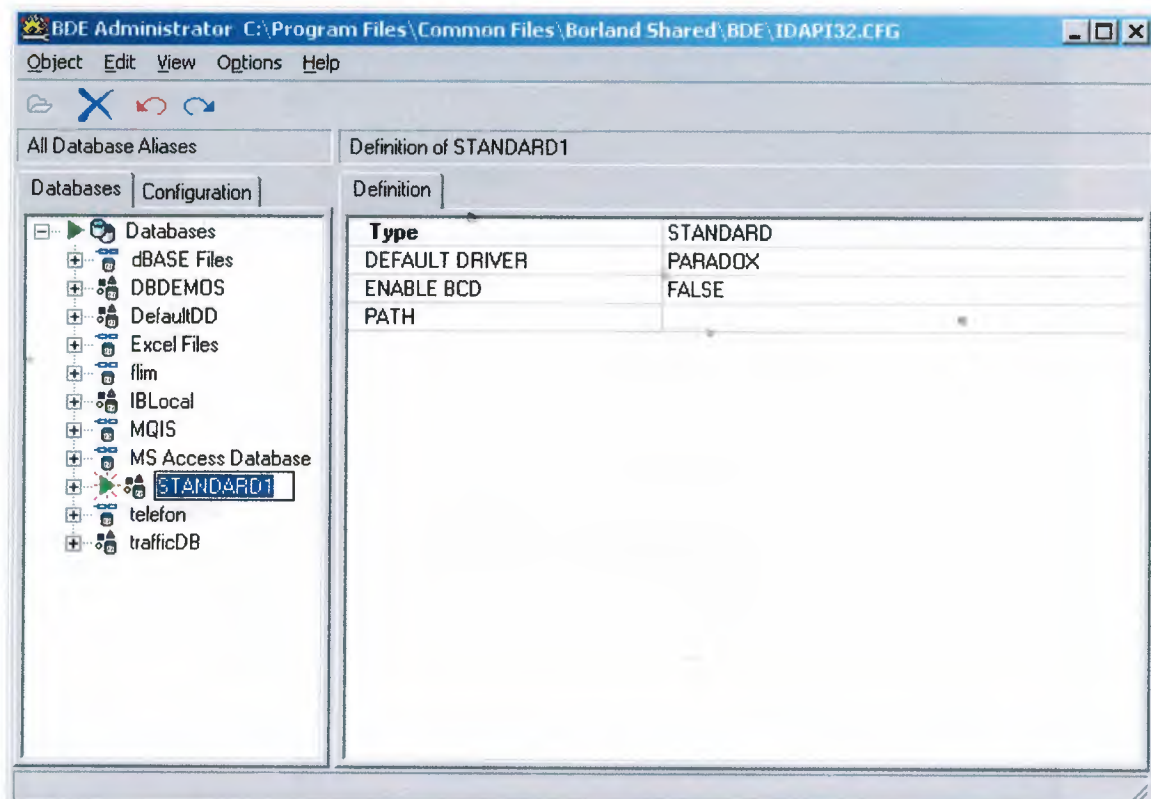 BDE Administrator C:\Program Files\Common Files\Borland Shared\BDE\IDAPI32.CFG
Object Edit View Options Help
All Database Aliases
Definition of STANDARD1
Databases Configuration
Definition
Databases
dBASE Files
DBDEMOS
DefaultDD
Excel Files
flim
IBLocal
MQIS
MS Access Database
STANDARD1
telefon
trafficDB
Type STANDARD
DEFAULT DRIVER PARADOX
ENABLE BCD FALSE
PATH